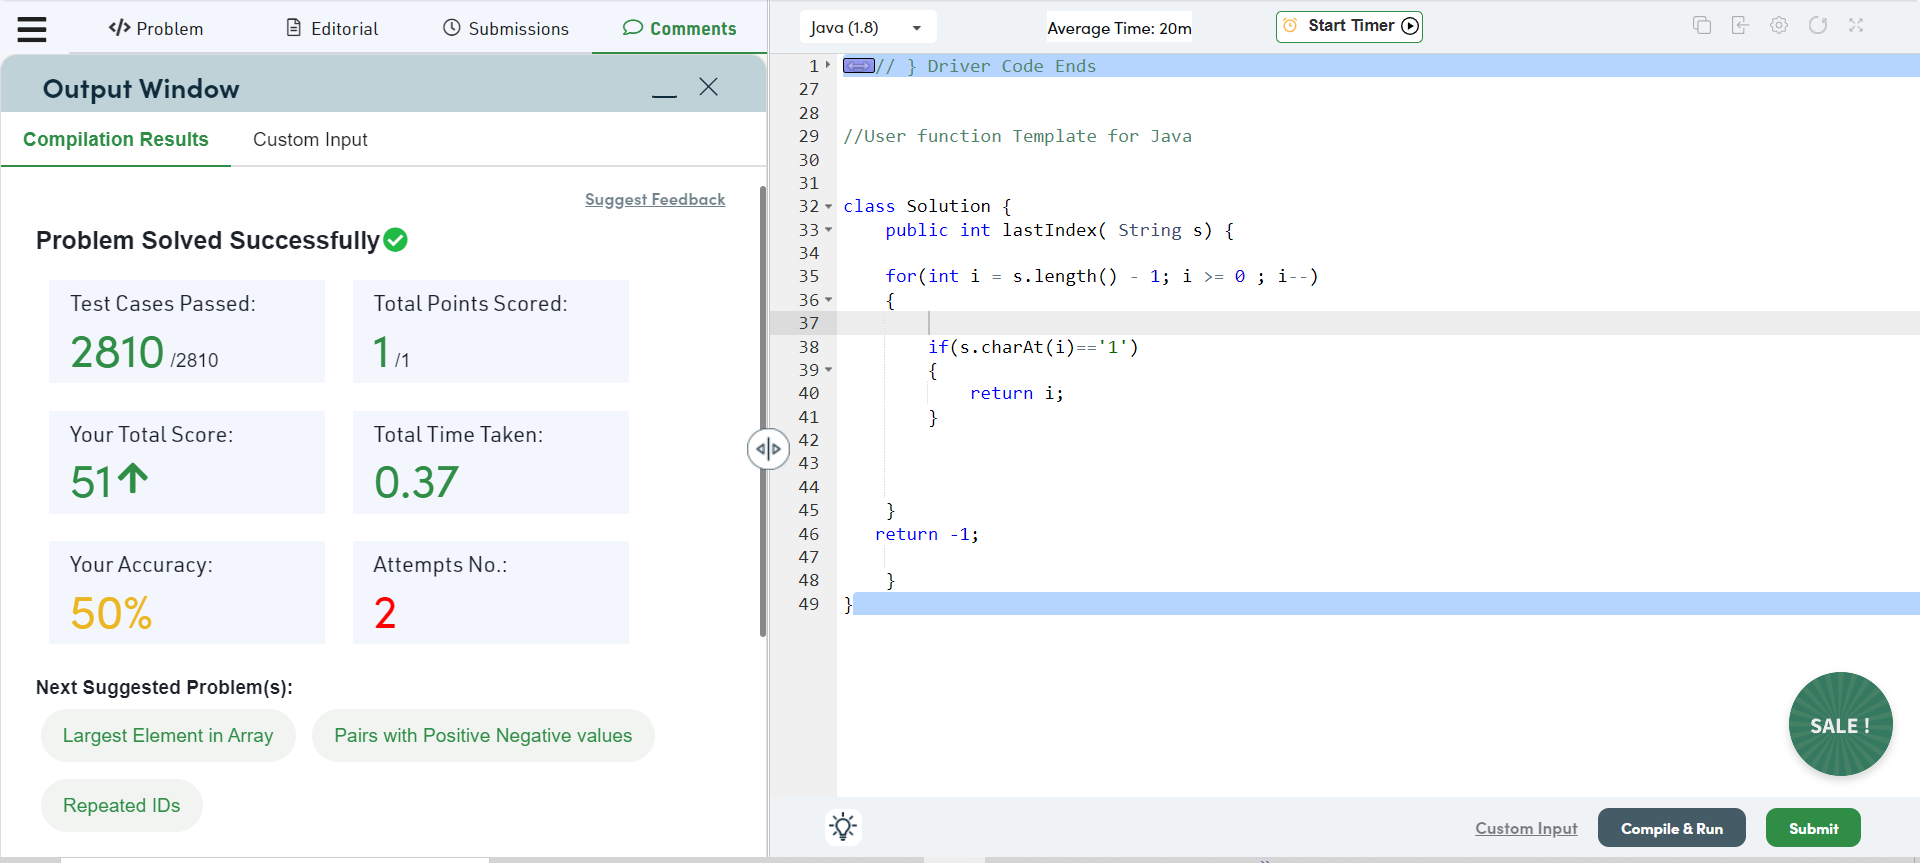 </> Problem
Editorial
Submissions
Comments
Java (1.8)
Average Time: 20m
Start Timer
Output Window
Compilation Results
Custom Input
Suggest Feedback
Problem Solved Successfully
Test Cases Passed:
2810 /2810
Total Points Scored:
1 /1
Your Total Score:
51↑
Total Time Taken:
0.37
Your Accuracy:
50%
Attempts No.:
2
Next Suggested Problem(s):
Largest Element in Array
Pairs with Positive Negative values
Repeated IDs
1 // } Driver Code Ends
27
28
29 //User function Template for Java
30
31
32 class Solution {
33     public int lastIndex( String s) {
34
35     for(int i = s.length() - 1; i >= 0 ; i--)
36     {
37
38         if(s.charAt(i)=='1')
39         {
40             return i;
41         }
42
43
44
45     }
46    return -1;
47
48     }
49 }
SALE !
Custom Input
Compile & Run
Submit